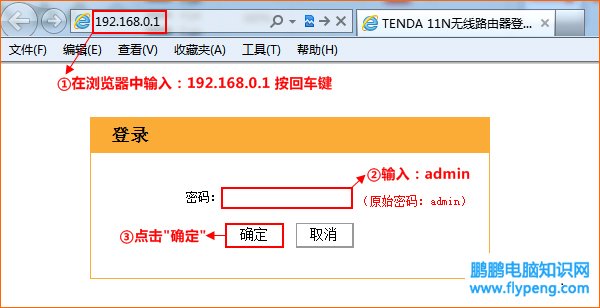 192.168.0.1
TENDA 11N无线路由器登...
文件(F) 编辑(E) 查看(V) 收藏夹(A) 工具(T) 帮助(H)
①在浏览器中输入：192.168.0.1 按回车键
登录
②输入：admin
密码：
（原始密码：admin）
③点击"确定"
确定
取消
鹏鹏电脑知识网
www.flypeng.com